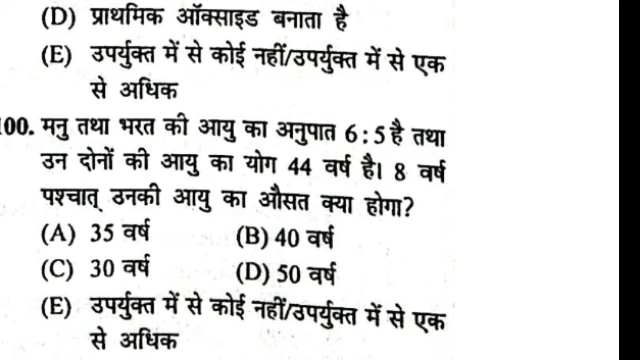 (D) प्राथमिक ऑक्साइड बनाता है
(E) उपर्युक्त में से कोई नहीं/उपर्युक्त में से एक
से अधिक
100. मनु तथा भरत की आयु का अनुपात 6 : 5 है तथा
उन दोनों की आयु का योग 44 वर्ष है। 8 वर्ष
पश्चात् उनकी आयु का औसत क्या होगा?
(A) 35 वर्ष (B) 40 वर्ष
(C) 30 वर्ष (D) 50 वर्ष
(E) उपर्युक्त में से कोई नहीं/उपर्युक्त में से एक
से अधिक